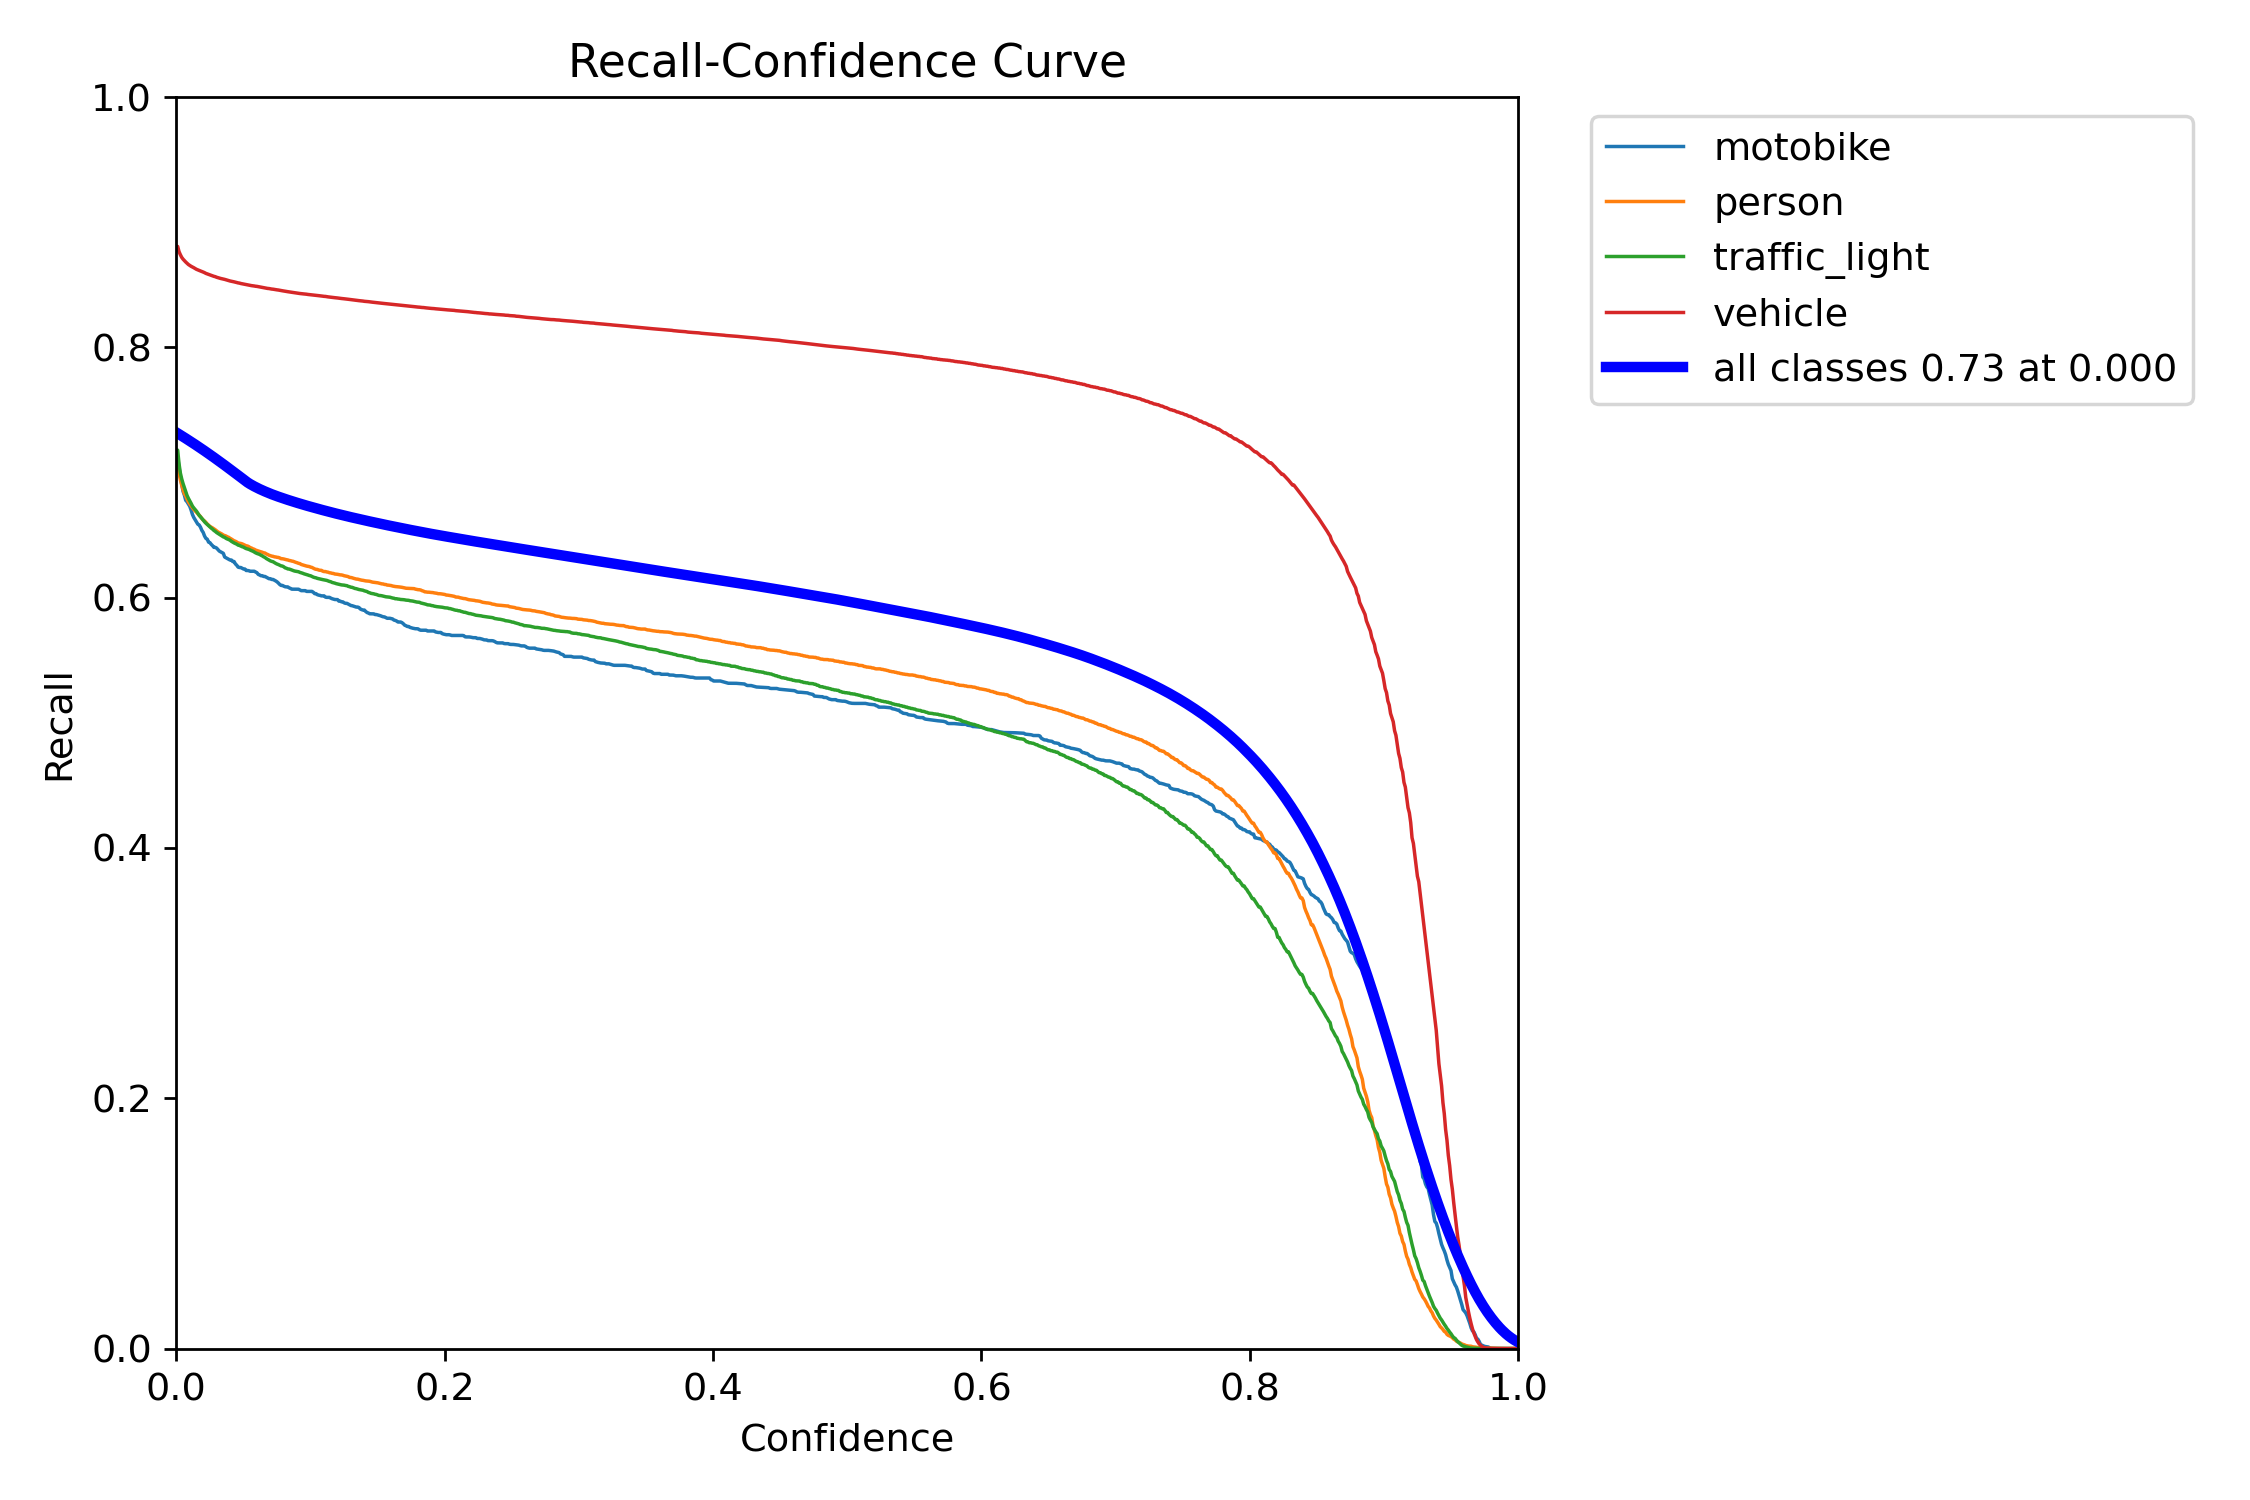 Recall-Confidence Curve
1.0
0.8
0.6
0.4
0.2
0.0
Recall
0.0 0.2 0.4 0.6 0.8 1.0
Confidence
motobike
person
traffic_light
vehicle
all classes 0.73 at 0.000